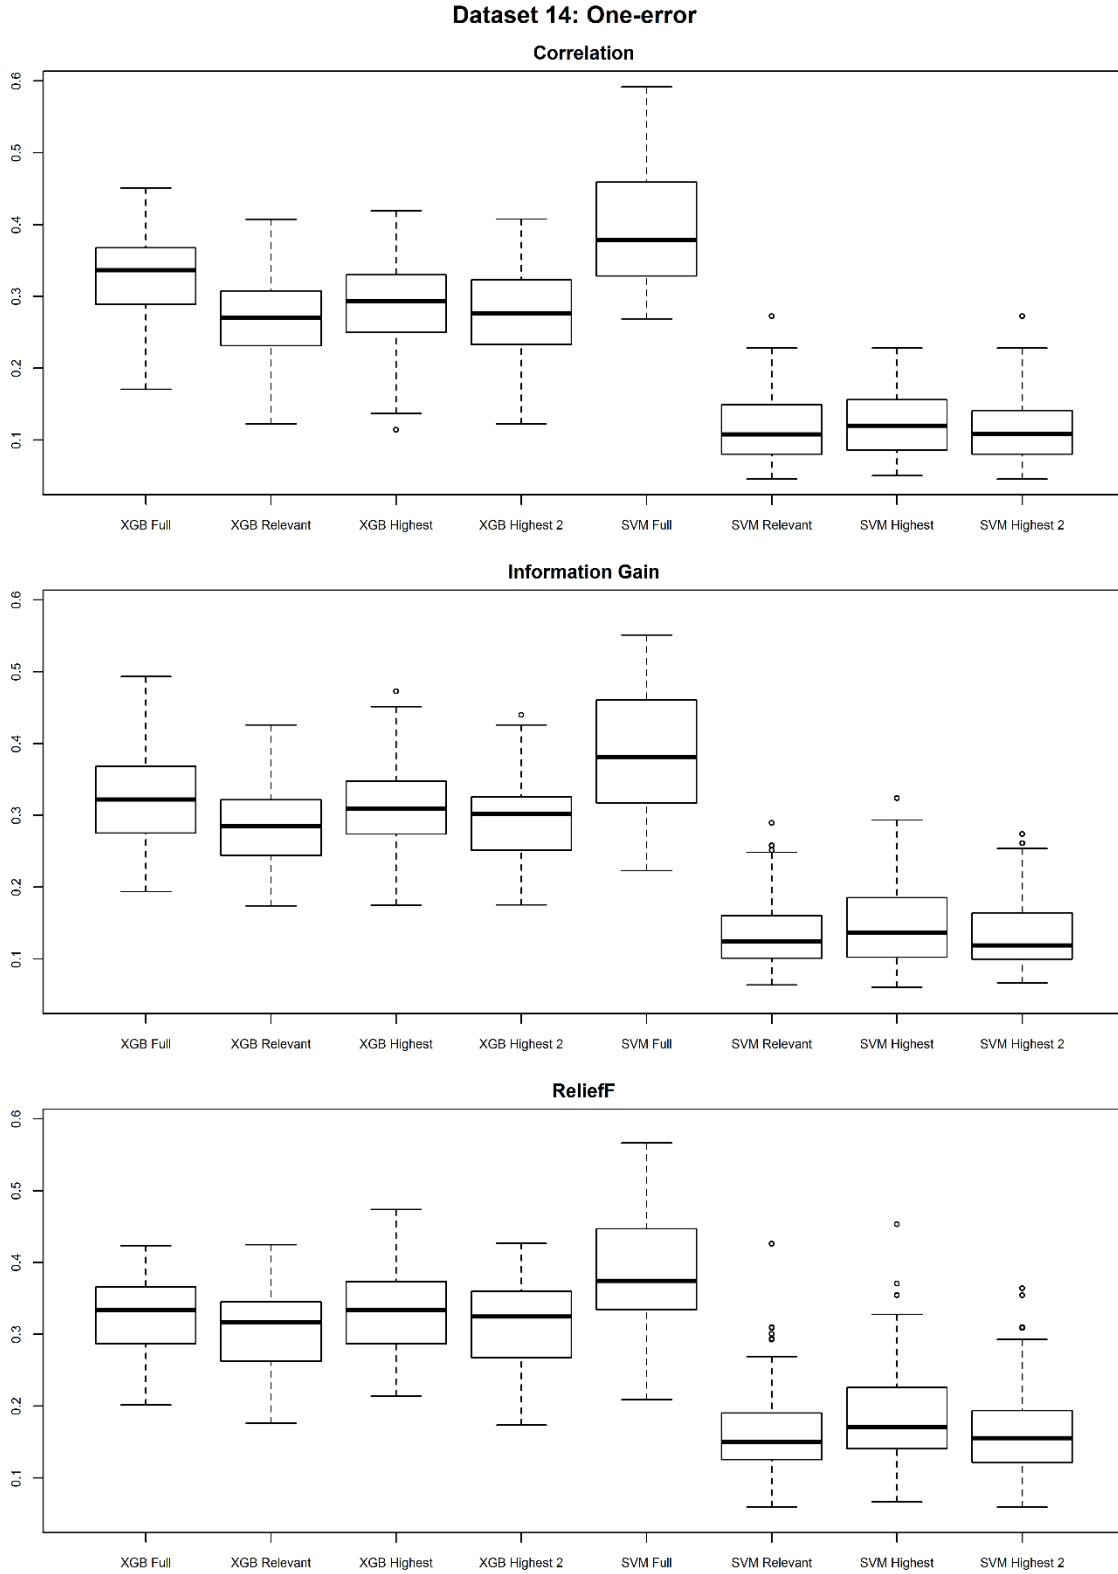 Dataset 14: One-error
Correlation
0.6
0.5
0.4
0.3
0.2
0.1
XGB Full XGB Relevant XGB Highest XGB Highest 2 SVM Full SVM Relevant SVM Highest SVM Highest 2
Information Gain
0.6
0.5
0.4
0.3
0.2
0.1
XGB Full XGB Relevant XGB Highest XGB Highest 2 SVM Full SVM Relevant SVM Highest SVM Highest 2
ReliefF
0.6
0.5
0.4
0.3
0.2
0.1
XGB Full XGB Relevant XGB Highest XGB Highest 2 SVM Full SVM Relevant SVM Highest SVM Highest 2